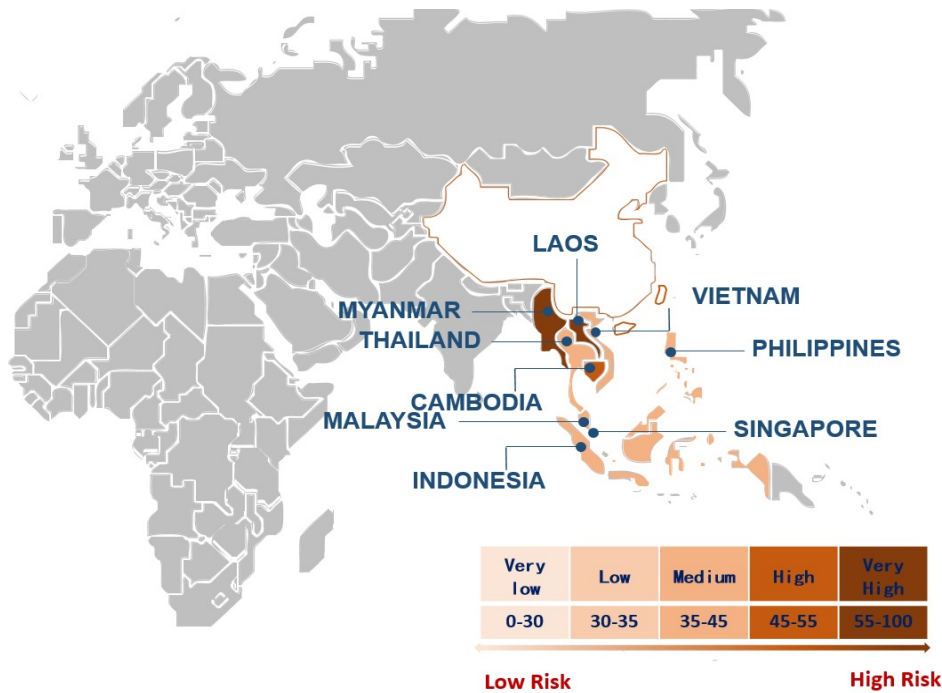 LAOS
MYANMAR
VIETNAM
THAILAND
PHILIPPINES
CAMBODIA
MALAYSIA
SINGAPORE
INDONESIA
Very low
Low
Medium
High
Very High
0-30
30-35
35-45
45-55
55-100
Low Risk
High Risk